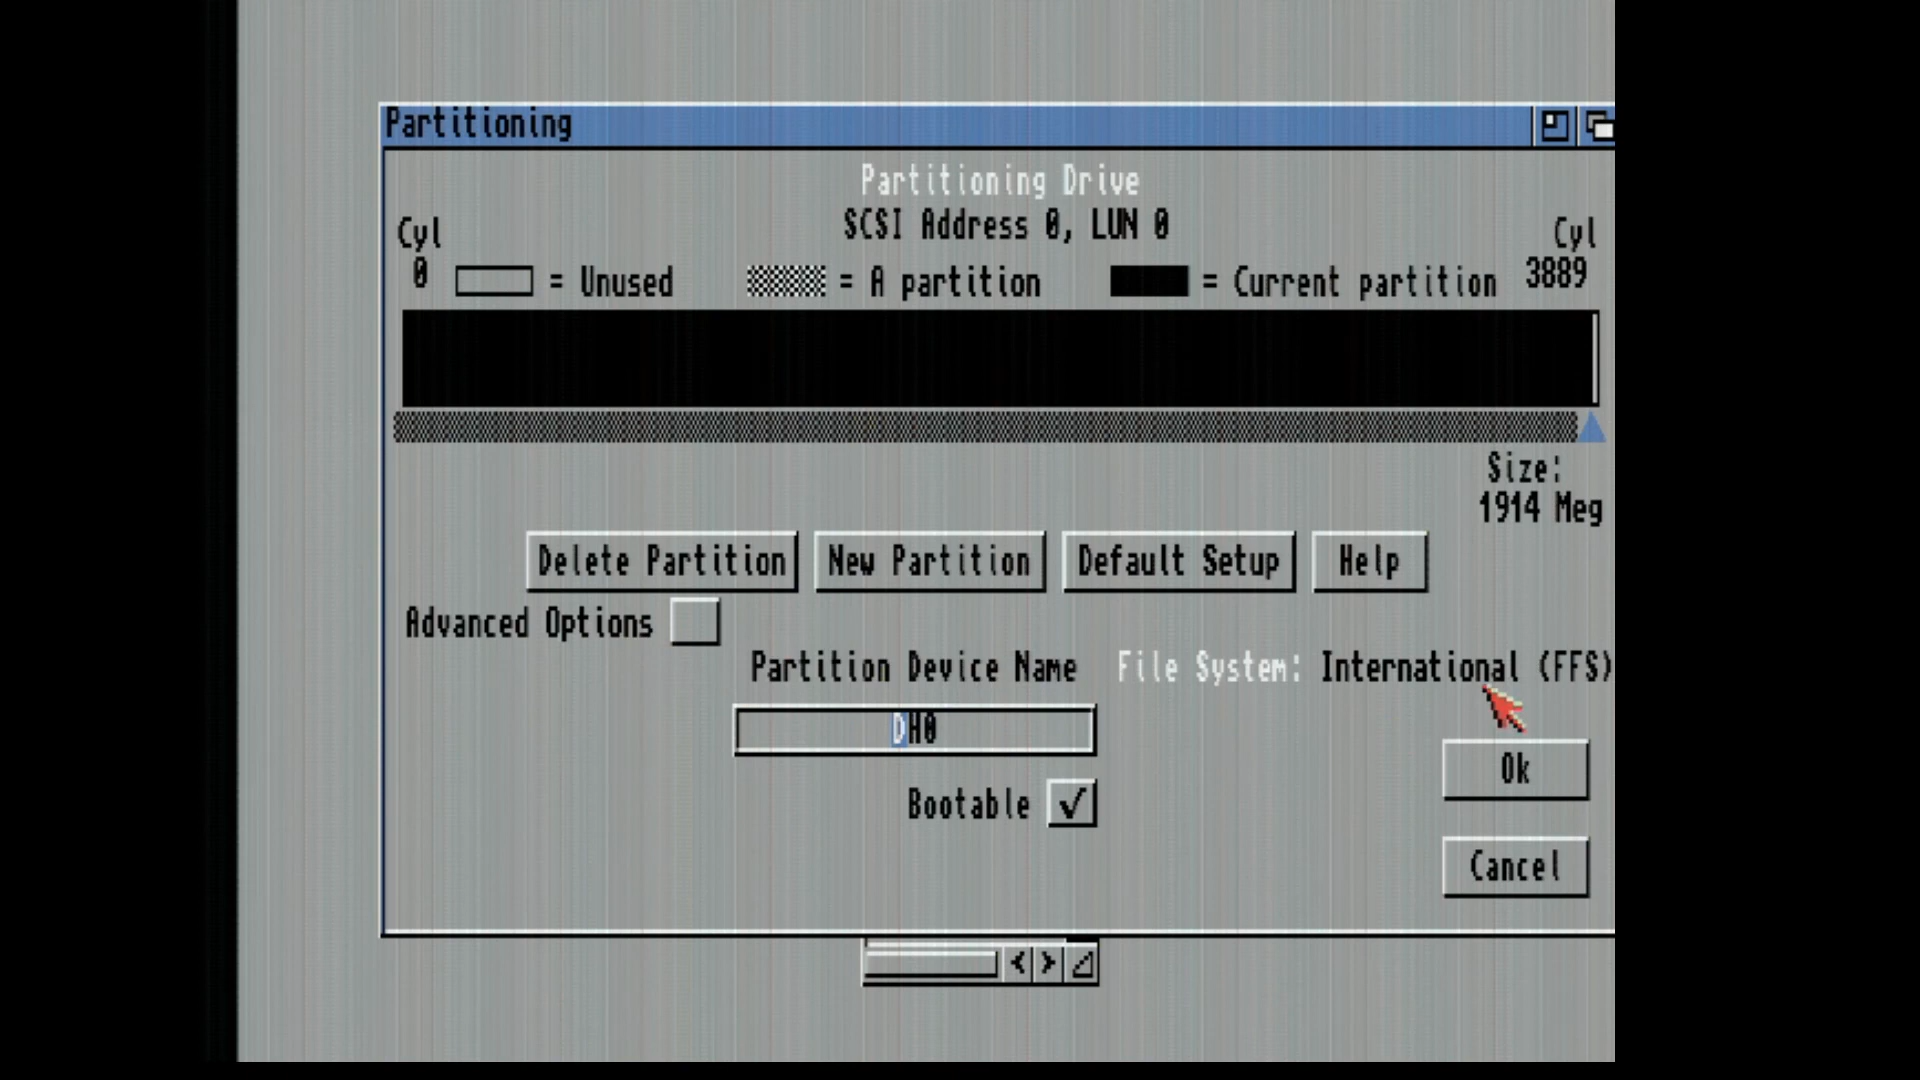 Partitioning
Partitioning Drive
SCSI Address 0, LUN 0
Cyl
0
Cyl
3889
= Unused
= A partition
= Current partition
Size:
1914 Meg
Delete Partition
New Partition
Default Setup
Help
Advanced Options
Partition Device Name
File System: International (FFS)
DH0
Ok
Bootable
Cancel